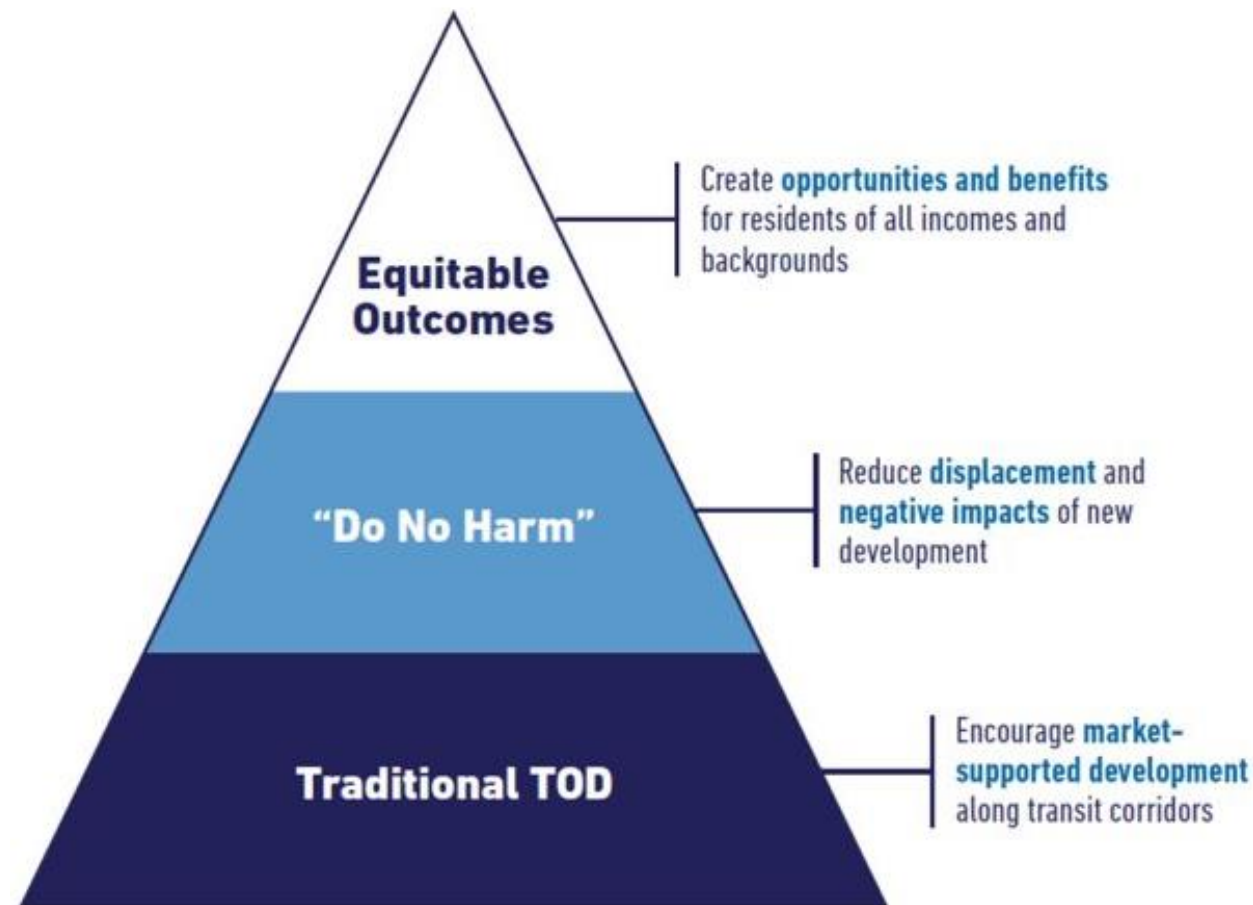 Equitable
Outcomes
Create opportunities and benefits
for residents of all incomes and
backgrounds
“Do No Harm”
Reduce displacement and
negative impacts of new
development
Traditional TOD
Encourage market-
supported development
along transit corridors